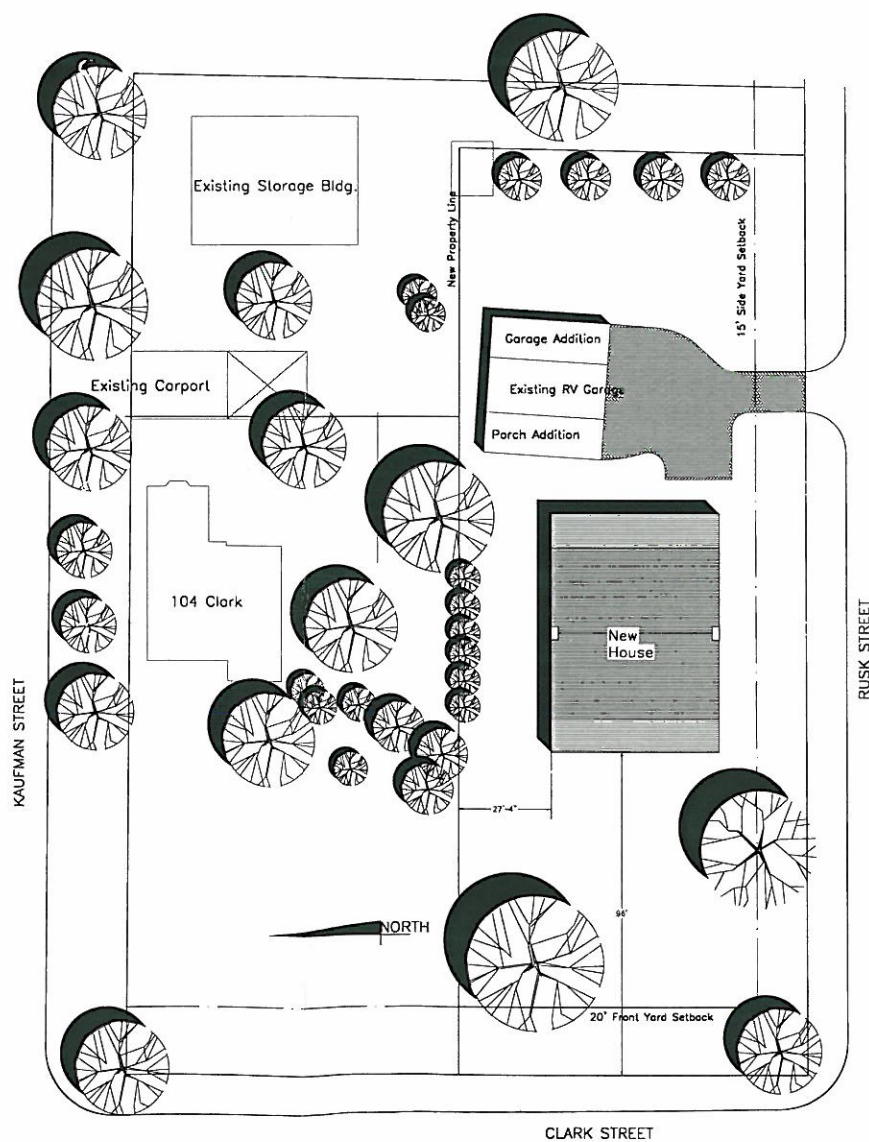 Existing Storage Bldg.
New Property Line
15' Side Yard Setback
Garage Addition
Existing RV Garage
Porch Addition
Existing Carport
104 Clark
New
House
KAUFMAN STREET
RUSK STREET
27'-4"
96'
NORTH
20' Front Yard Setback
CLARK STREET